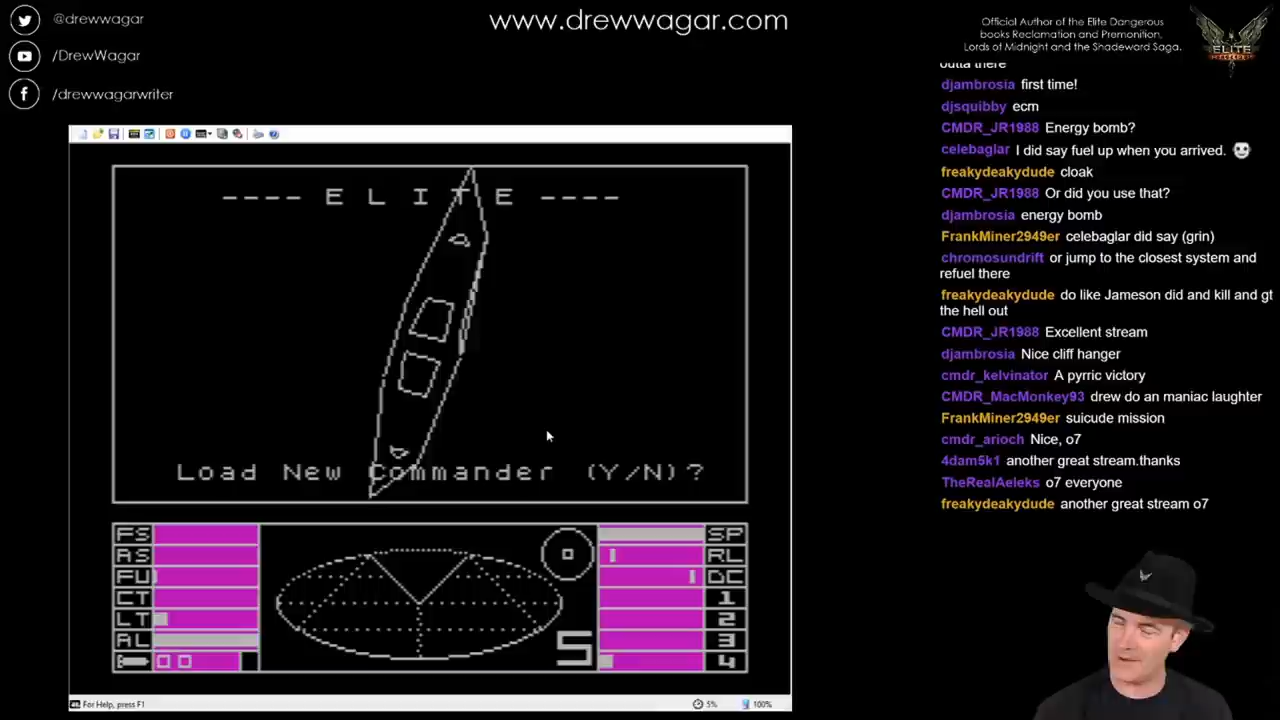 @drewwagar
/DrewWagar
/drewwagarwriter
www.drewwagar.com
Official Author of the Elite Dangerous
books Reclamation and Premonition,
Lords of Midnight and the Shadeward Saga.
ELITE
outta there
djambrosia first time!
djsquibby ecm
CMDR_JR1988 Energy bomb?
celebaglar I did say fuel up when you arrived.
freakydeakydude cloak
CMDR_JR1988 Or did you use that?
djambrosia energy bomb
FrankMiner2949er celebaglar did say (grin)
chromosundrift or jump to the closest system and
refuel there
freakydeakydude do like Jameson did and kill and gt
the hell out
CMDR_JR1988 Excellent stream
djambrosia Nice cliff hanger
cmdr_kelvinator A pyrric victory
CMDR_MacMonkey93 drew do an maniac laughter
FrankMiner2949er suicude mission
cmdr_arioch Nice, o7
4dam5k1 another great stream.thanks
TheRealAeleks o7 everyone
freakydeakydude another great stream o7
---- E L I T E ----
Load New Commander (Y/N)?
FS
AS
FU
CT
LT
AL
S
SP
RL
DC
1
2
3
4
For Help, press F1
5%
100%